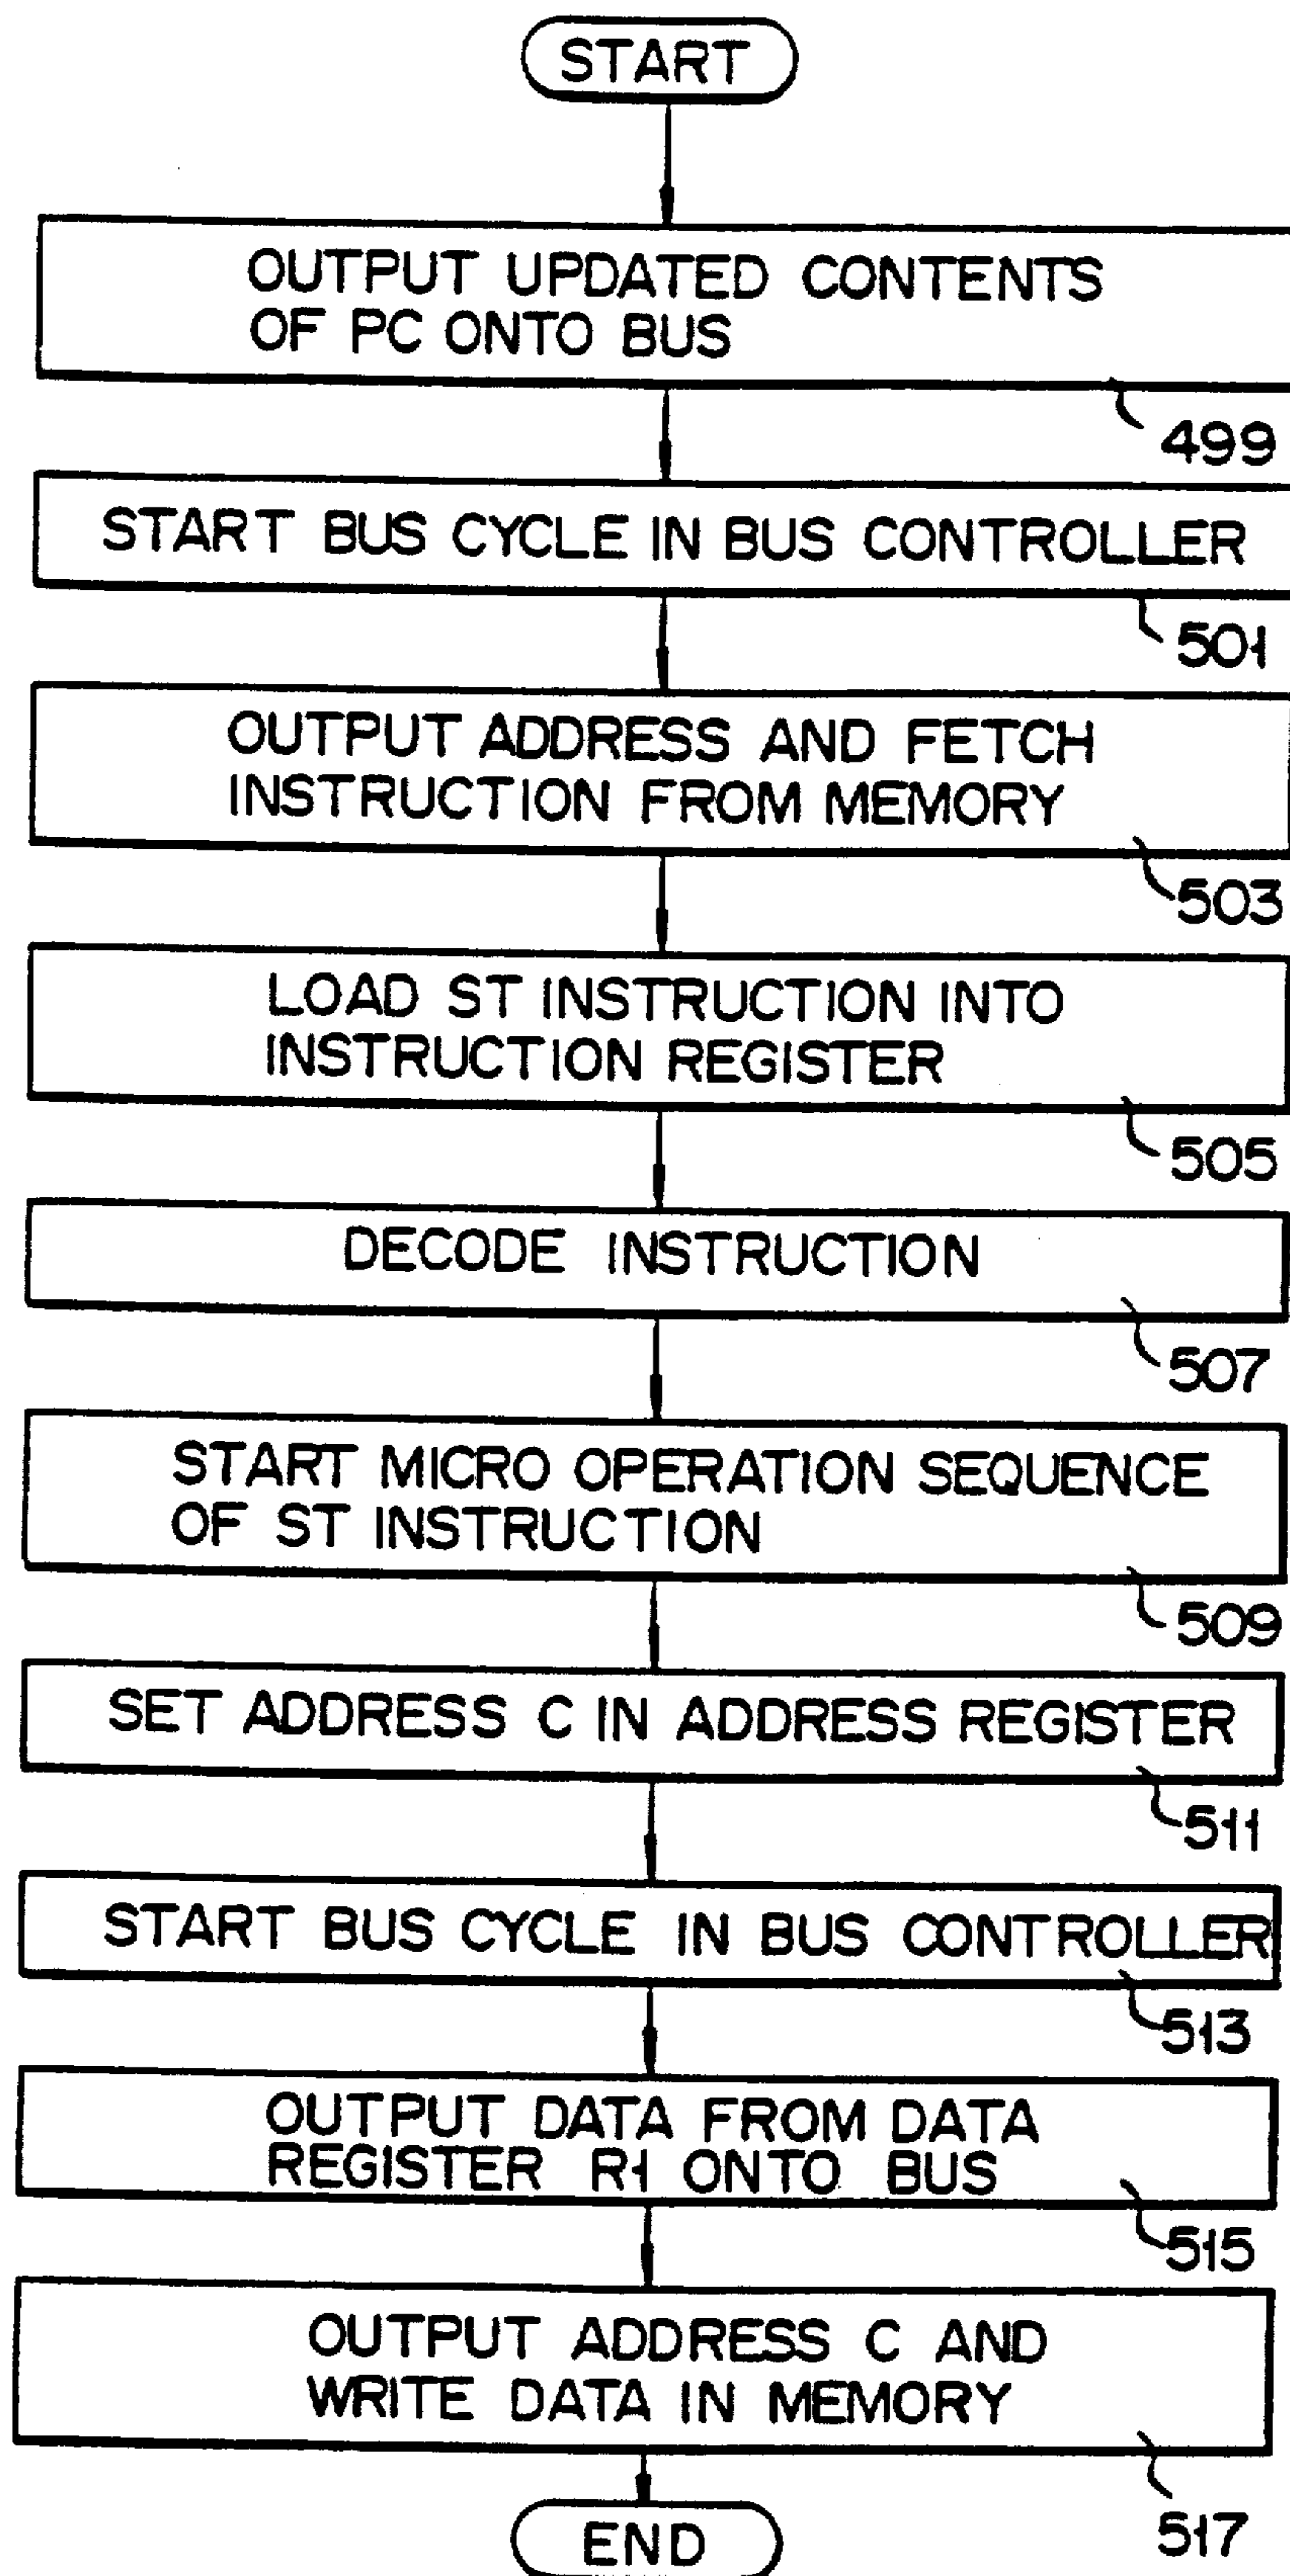 START
OUTPUT UPDATED CONTENTS
OF PC ONTO BUS
499
START BUS CYCLE IN BUS CONTROLLER
501
OUTPUT ADDRESS AND FETCH
INSTRUCTION FROM MEMORY
503
LOAD ST INSTRUCTION INTO
INSTRUCTION REGISTER
505
DECODE INSTRUCTION
507
START MICRO OPERATION SEQUENCE
OF ST INSTRUCTION
509
SET ADDRESS C IN ADDRESS REGISTER
511
START BUS CYCLE IN BUS CONTROLLER
513
OUTPUT DATA FROM DATA
REGISTER R1 ONTO BUS
515
OUTPUT ADDRESS C AND
WRITE DATA IN MEMORY
517
END